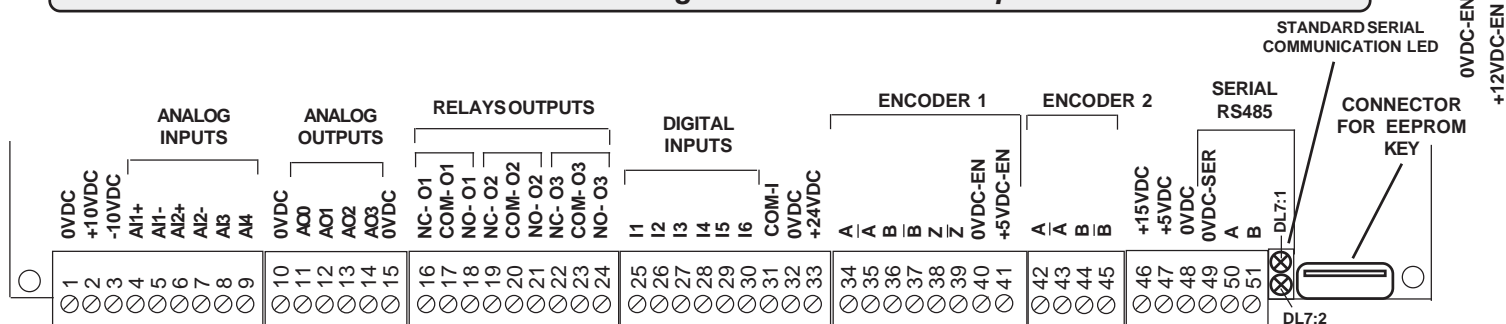 0VDC-EN
+12VDC-EN
STANDARD SERIAL
COMMUNICATION LED
ANALOG
INPUTS
ANALOG
OUTPUTS
RELAYS OUTPUTS
DIGITAL
INPUTS
ENCODER 1
ENCODER 2
SERIAL
RS485
CONNECTOR
FOR EEPROM
KEY
0VDC
+10VDC
-10VDC
AI1+
AI1-
AI2+
AI2-
AI3
AI4
0VDC
AO0
AO1
AO2
AO3
0VDC
NC- O1
COM- O1
NO- O1
NC- O2
COM- O2
NO- O2
NC- O3
COM- O3
NO- O3
I1
I2
I3
I4
I5
I6
COM-I
0VDC
+24VDC
A
A̅
B
B̅
Z
Z̅
0VDC-EN
+5VDC-EN
A
A̅
B
B̅
+15VDC
+5VDC
0VDC
0VDC-SER
A
B
DL7:1
1
2
3
4
5
6
7
8
9
10
11
12
13
14
15
16
17
18
19
20
21
22
23
24
25
26
27
28
29
30
31
32
33
34
35
36
37
38
39
40
41
42
43
44
45
46
47
48
49
50
51
DL7:2